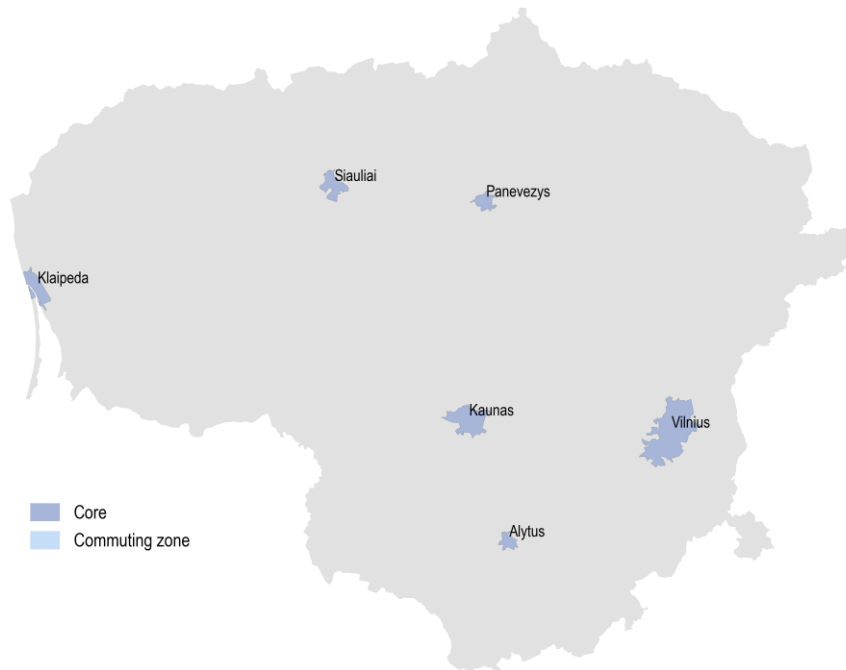 Siauliai
Panevezys
Klaipeda
Kaunas
Vilnius
Core
Commuting zone
Alytus